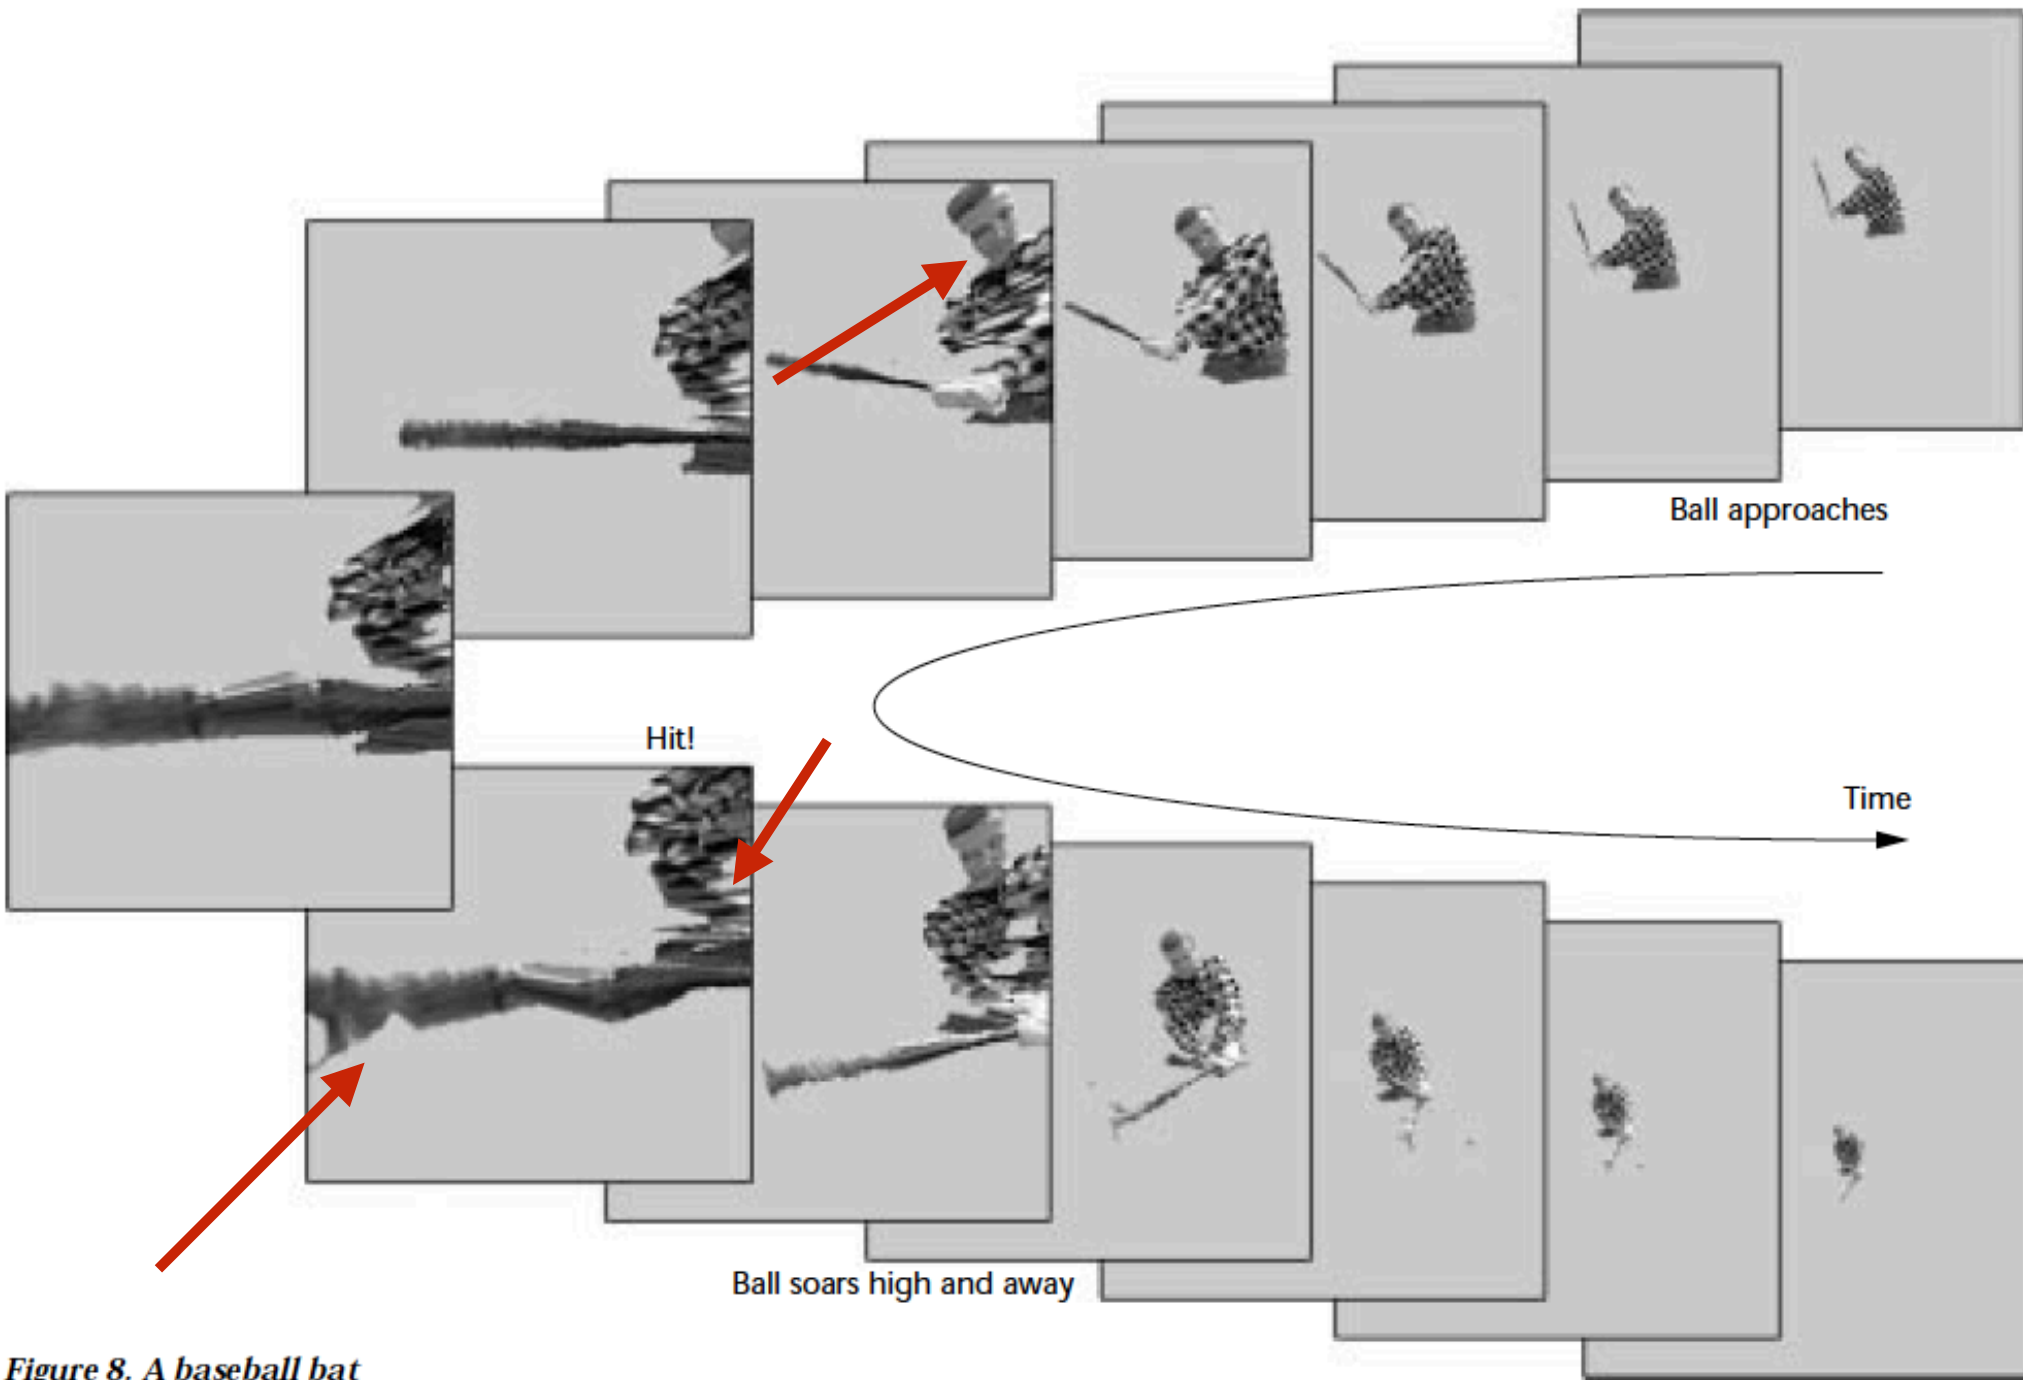 Ball approaches
Hit!
Time
Ball soars high and away
Figure 8. A baseball bat